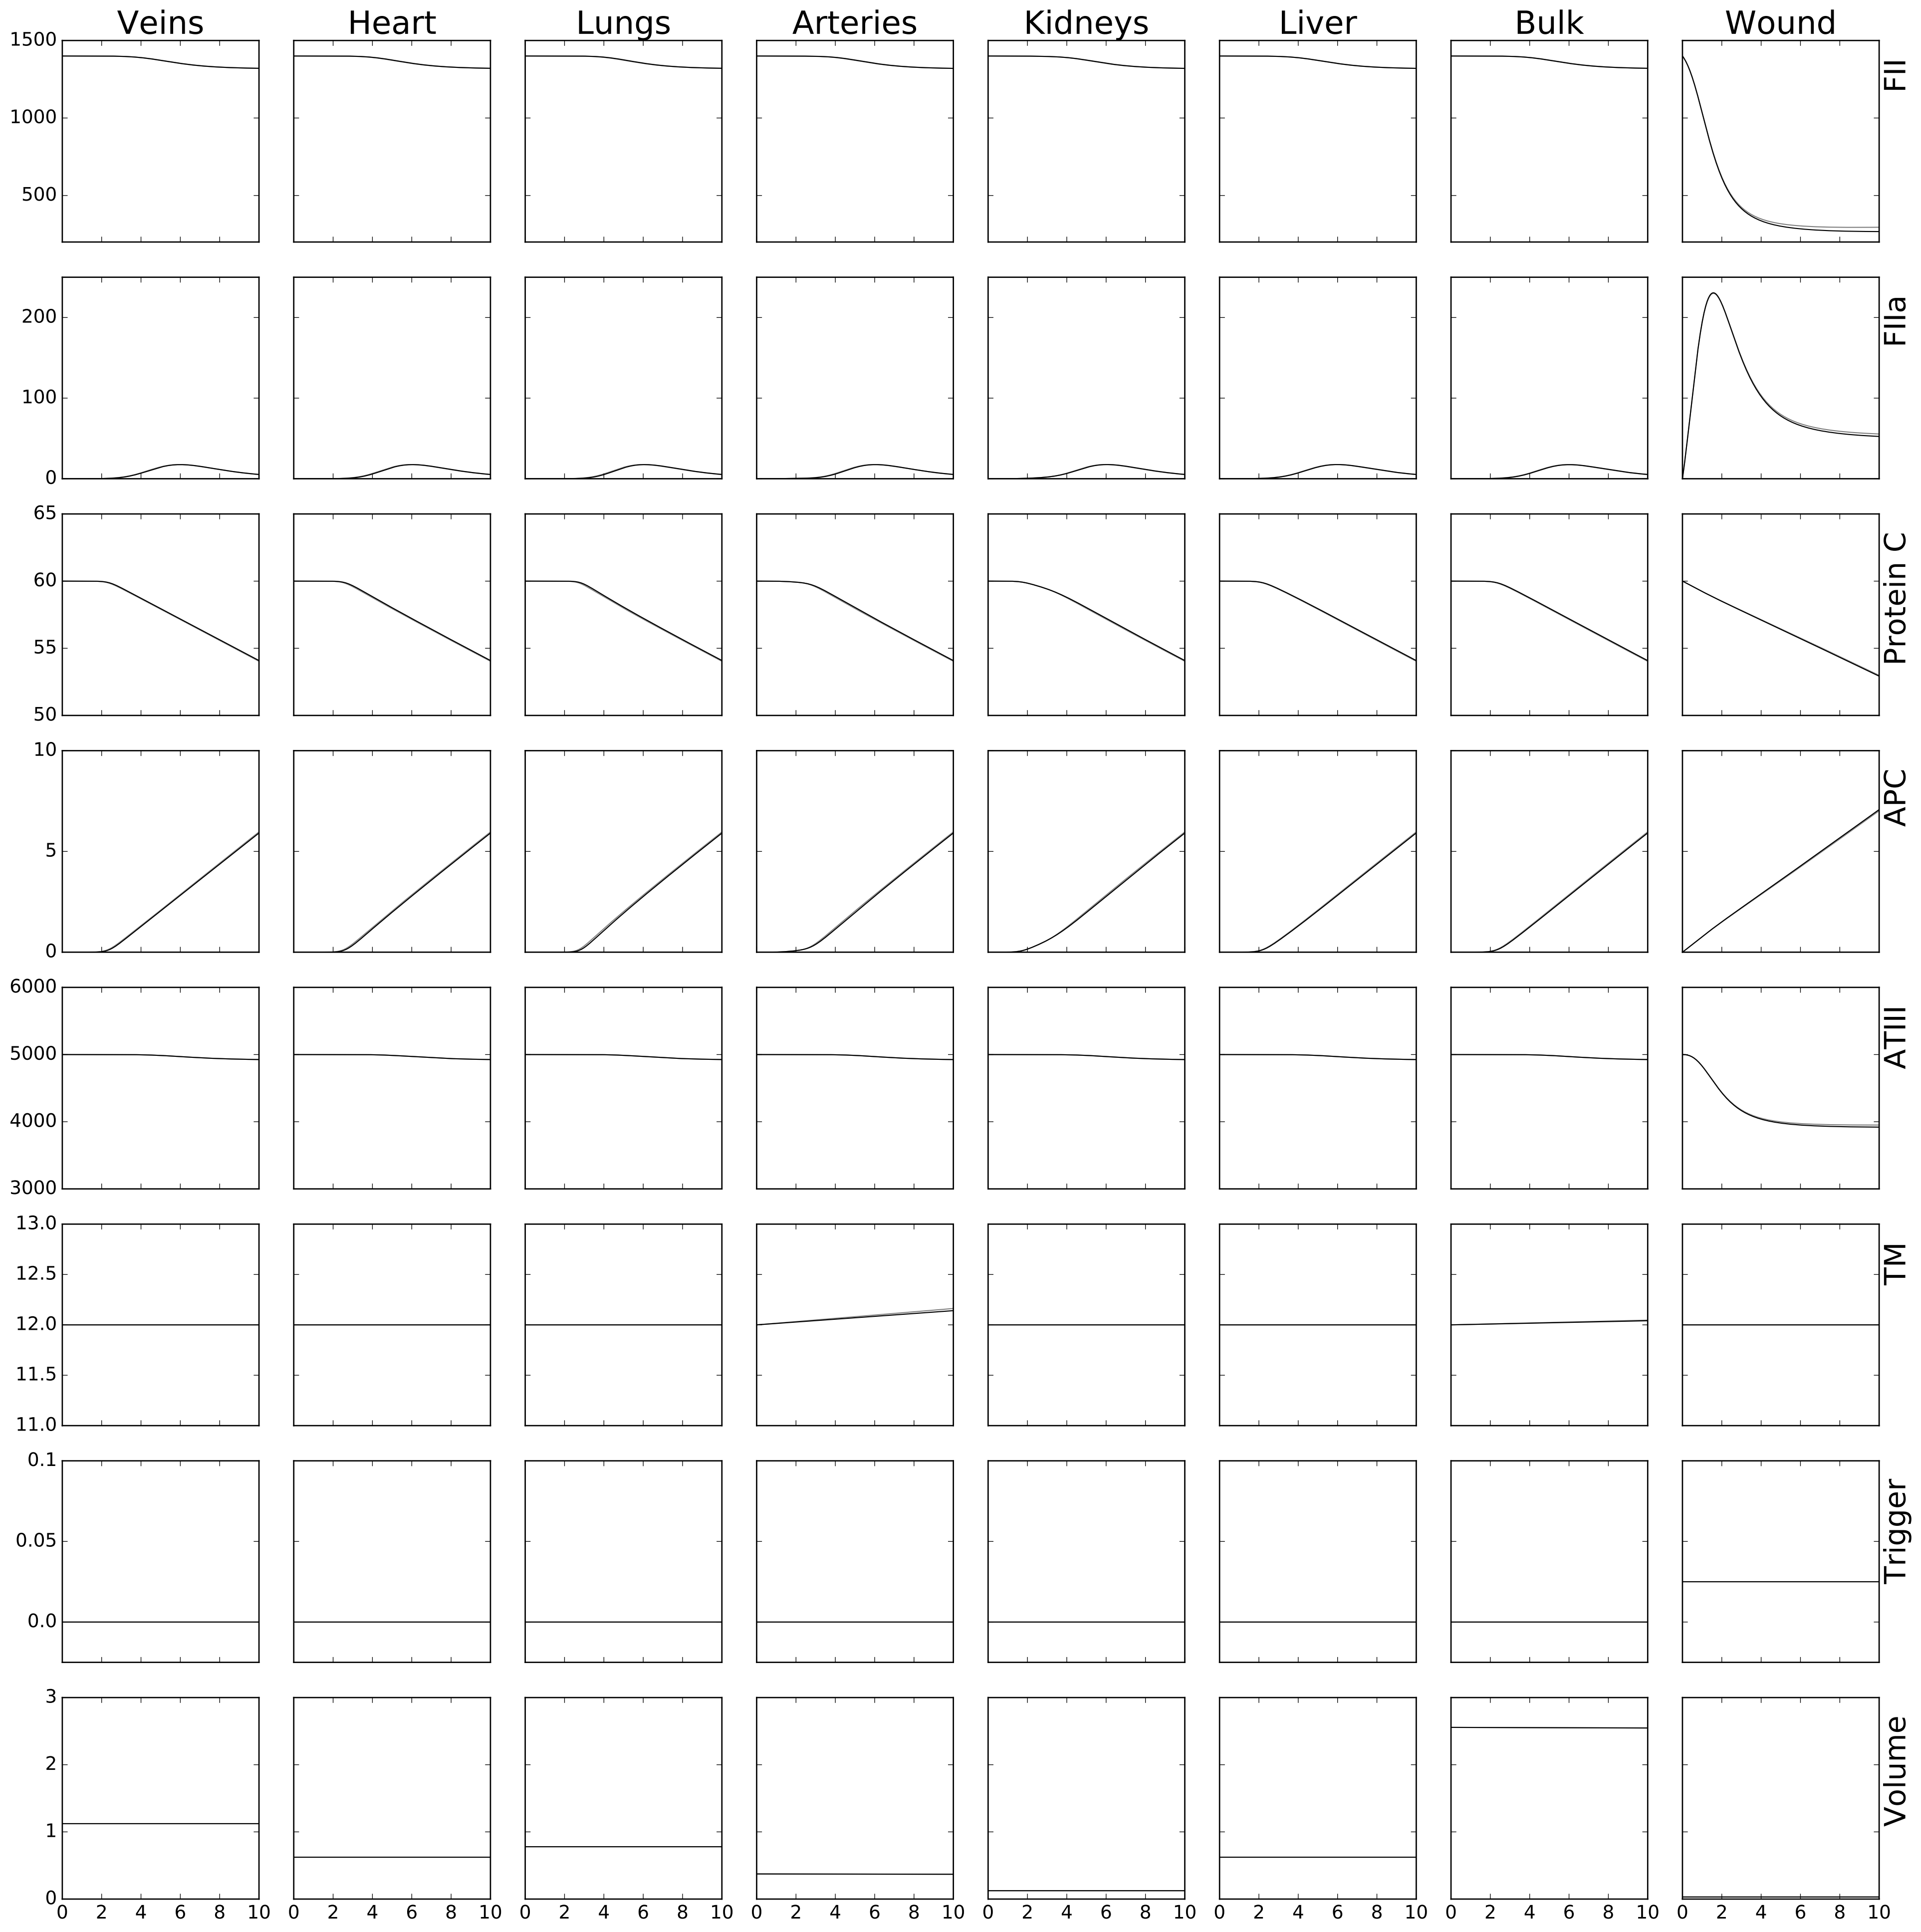 Veins Heart Lungs Arteries Kidneys Liver Bulk Wound
1500
1000
500
FII
200
100
0
FIIa
65
60
55
50
Protein C
10
5
0
APC
6000
5000
4000
3000
ATIII
13.0
12.5
12.0
11.5
11.0
TM
0.1
0.05
0.0
Trigger
3
2
1
0
Volume
0 2 4 6 8 10 0 2 4 6 8 10 0 2 4 6 8 10 0 2 4 6 8 10 0 2 4 6 8 10 0 2 4 6 8 10 0 2 4 6 8 10 0 2 4 6 8 10